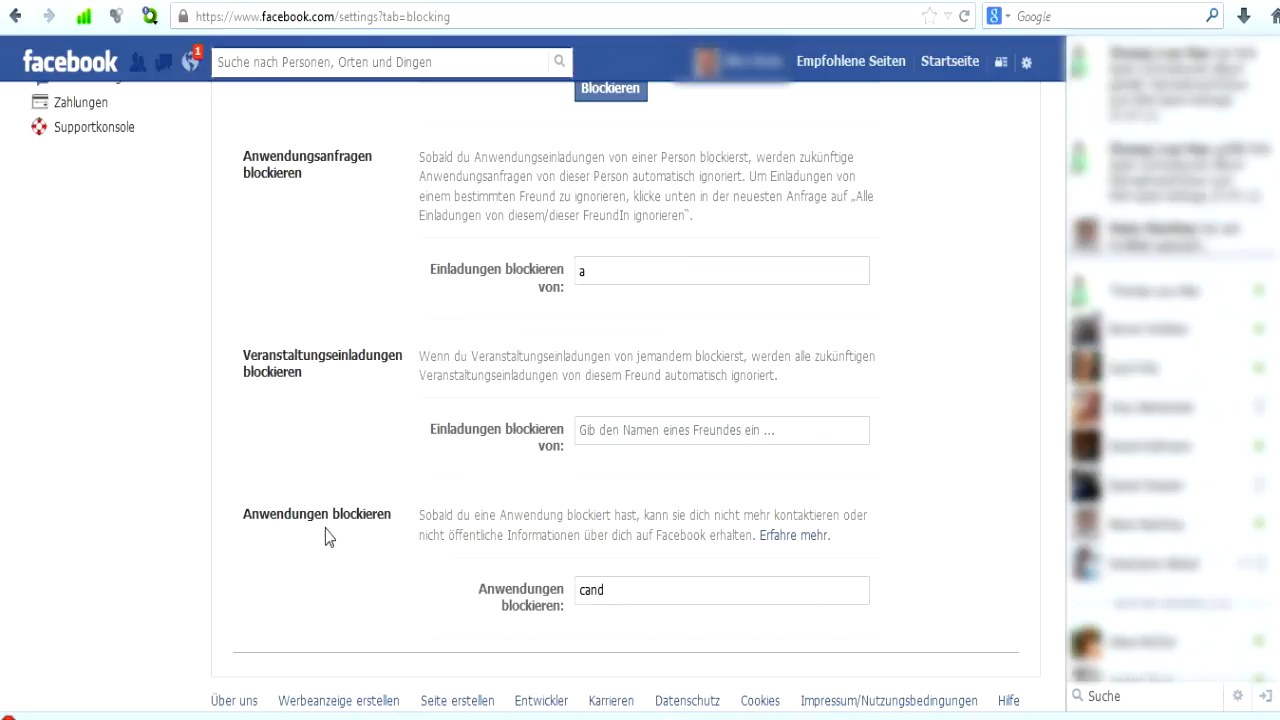 https://www.facebook.com/settings?tab=blocking
Google
facebook
1
Suche nach Personen, Orten und Dingen
Empfohlene Seiten
Startseite
Zahlungen
Supportkonsole
Blockieren
Anwendungsanfragen
blockieren
Sobald du Anwendungseinladungen von einer Person blockierst, werden zukünftige
Anwendungsanfragen von dieser Person automatisch ignoriert. Um Einladungen von
einem bestimmten Freund zu ignorieren, klicke unten in der neuesten Anfrage auf „Alle
Einladungen von diesem/dieser FreundIn ignorieren“.
Einladungen blockieren
von:
a
Veranstaltungseinladungen
blockieren
Wenn du Veranstaltungseinladungen von jemandem blockierst, werden alle zukünftigen
Veranstaltungseinladungen von diesem Freund automatisch ignoriert.
Einladungen blockieren
von:
Gib den Namen eines Freundes ein ...
Anwendungen blockieren
Sobald du eine Anwendung blockiert hast, kann sie dich nicht mehr kontaktieren oder
nicht öffentliche Informationen über dich auf Facebook erhalten. Erfahre mehr.
Anwendungen
blockieren:
cand
Über uns Werbeanzeige erstellen Seite erstellen Entwickler Karrieren Datenschutz Cookies Impressum/Nutzungsbedingungen Hilfe
Suche